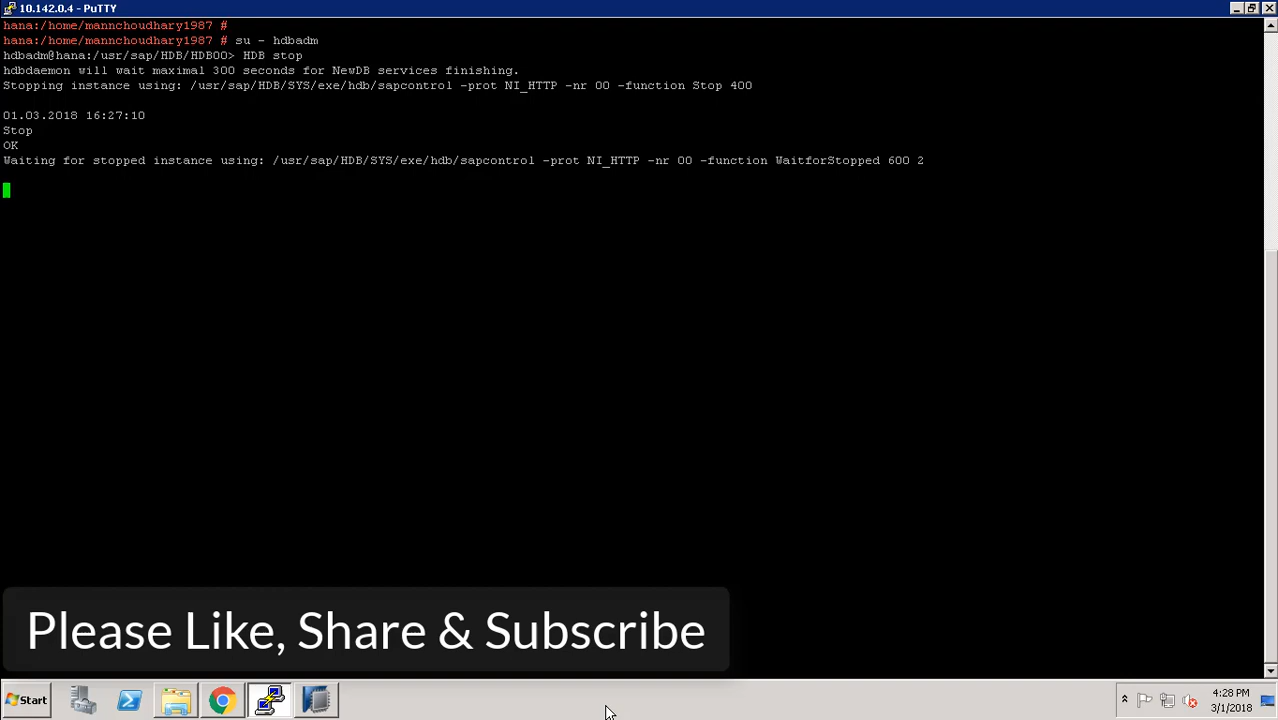 10.142.0.4 - PuTTY
hana:/home/mannchoudhary1987 #
hana:/home/mannchoudhary1987 # su - hdbadm
hdbadm@hana:/usr/sap/HDB/HDB00> HDB stop
hdbdaemon will wait maximal 300 seconds for NewDB services finishing.
Stopping instance using: /usr/sap/HDB/SYS/exe/hdb/sapcontrol -prot NI_HTTP -nr 00 -function Stop 400
01.03.2018 16:27:10
Stop
OK
Waiting for stopped instance using: /usr/sap/HDB/SYS/exe/hdb/sapcontrol -prot NI_HTTP -nr 00 -function WaitforStopped 600 2
Please Like, Share & Subscribe
Start
4:28 PM
3/1/2018